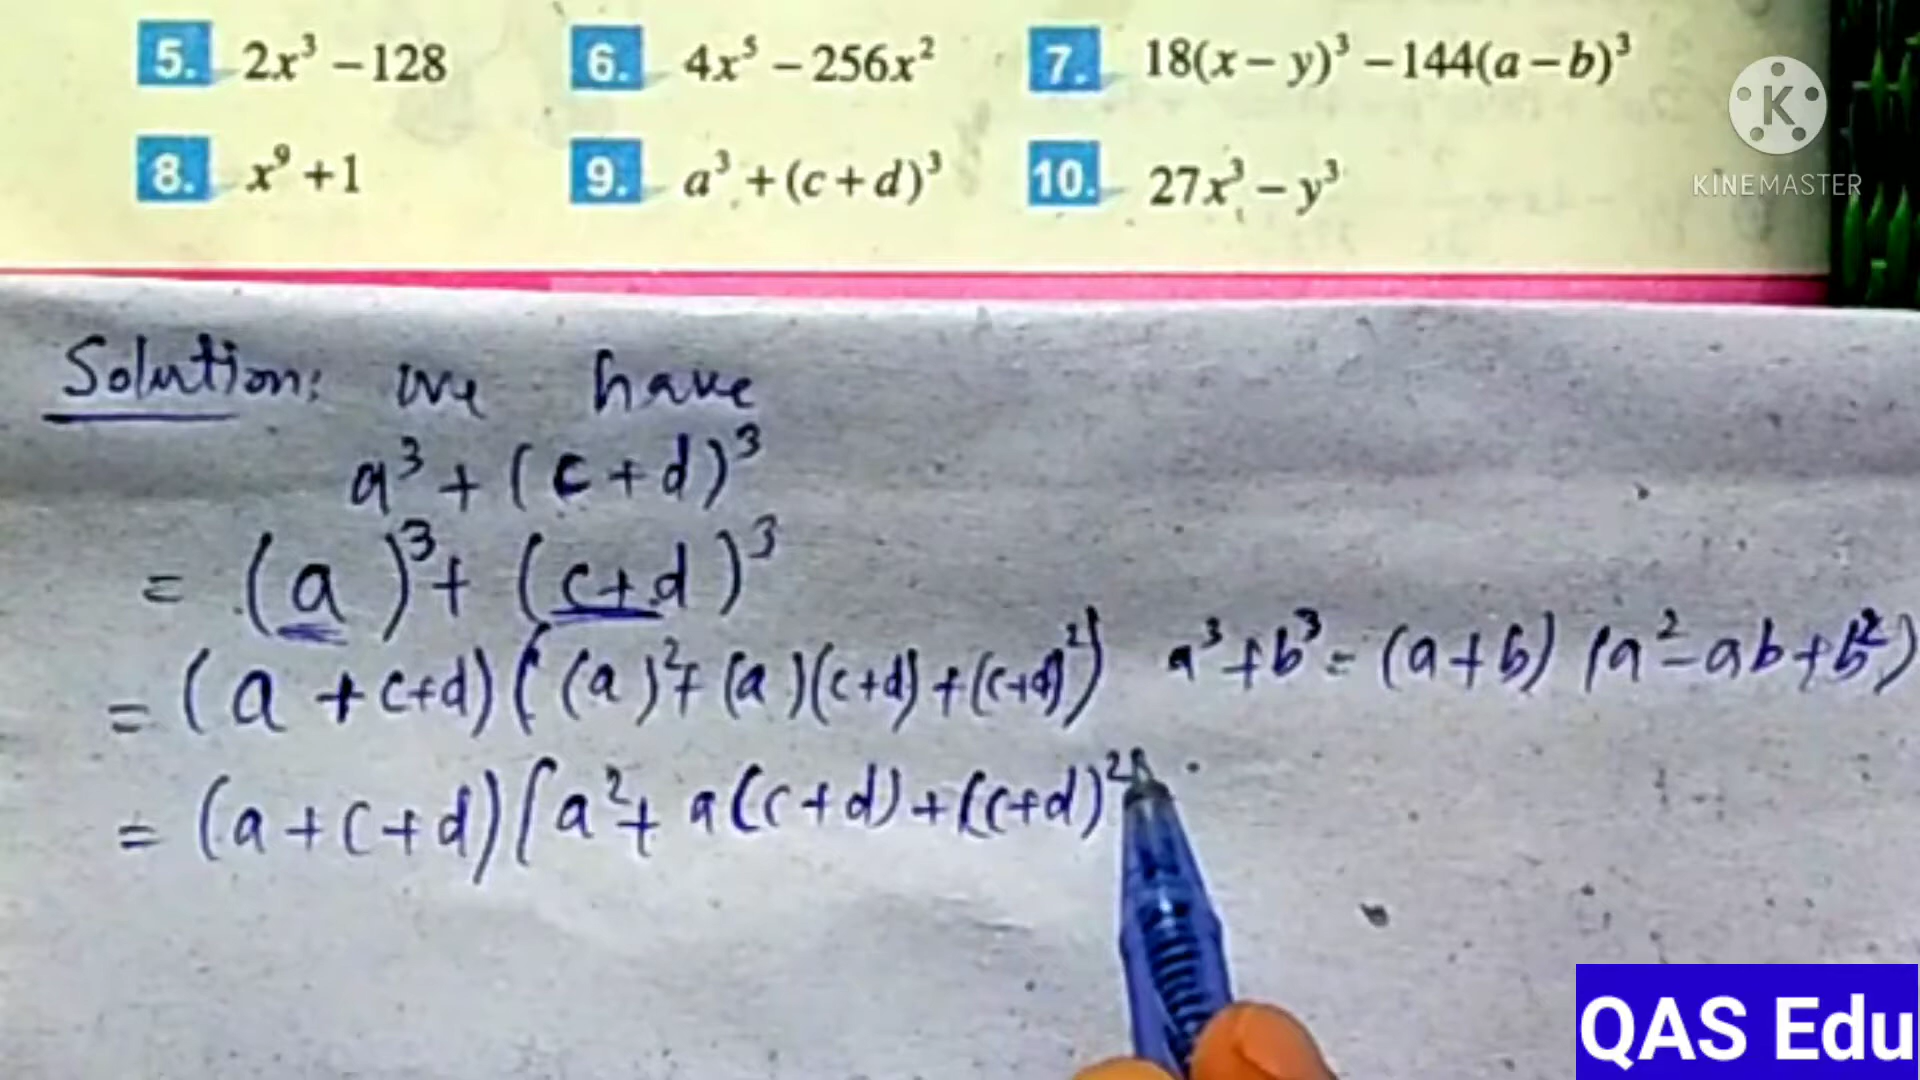 5. 2x³ – 128 6. 4x⁵ – 256x² 7. 18(x – y)³ – 144(a – b)³
8. x⁹ + 1 9. a³ + (c + d)³ 10. 27x³ – y³
K
KINEMASTER
Solution: we have
a³ + (c + d)³
= (a)³ + (c+d)³
= (a + c+d)((a)² + (a)(c+d) + (c+d)²) a³ + b³ = (a+b) (a² – ab + b²)
= (a + c + d)(a² + a(c + d) + (c+d)²)
QAS Edu